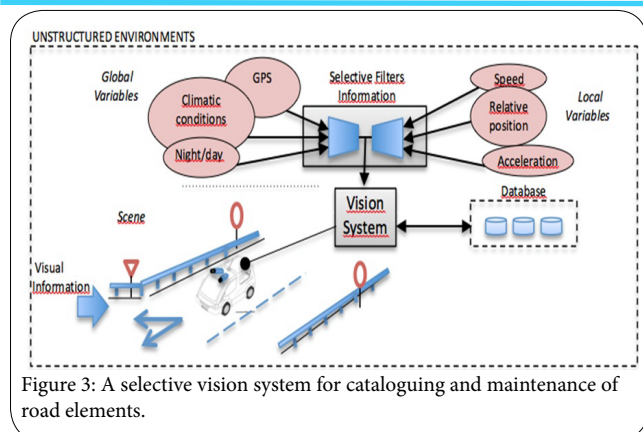 UNSTRUCTURED ENVIRONMENTS
Global
Variables
GPS
Climatic
conditions
Night/day
Selective Filters
Information
Speed
Relative
position
Acceleration
Local
Variables
Database
Vision
System
Scene
Visual
Information
Figure 3: A selective vision system for cataloguing and maintenance of
road elements.